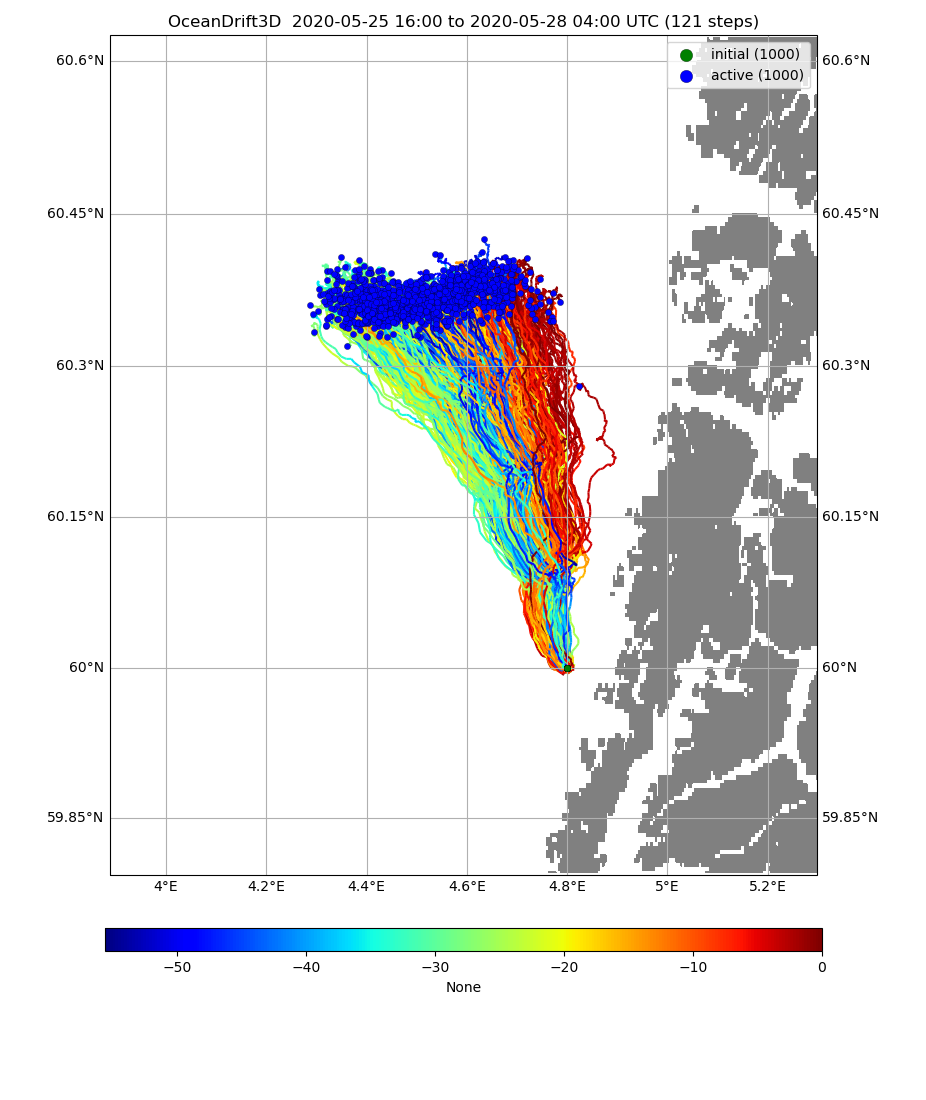 OceanDrift3D  2020-05-25 16:00 to 2020-05-28 04:00 UTC (121 steps)
initial (1000)
active (1000)
60.6°N
60.6°N
60.45°N
60.45°N
60.3°N
60.3°N
60.15°N
60.15°N
60°N
60°N
59.85°N
59.85°N
4°E 4.2°E 4.4°E 4.6°E 4.8°E 5°E 5.2°E
−50 −40 −30 −20 −10 0
None